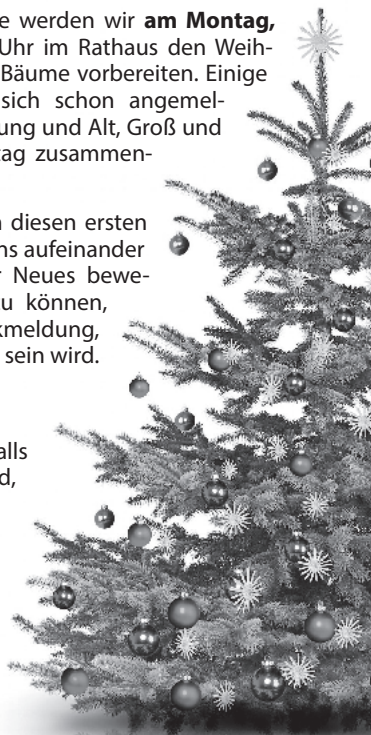 e werden wir am Montag,
Uhr im Rathaus den Weih-
Bäume vorbereiten. Einige
sich schon angemel-
ung und Alt, Groß und
tag zusammen-
diesen ersten
ns aufeinander
Neues bewe-
u können,
kmeldung,
sein wird.
alls
d,